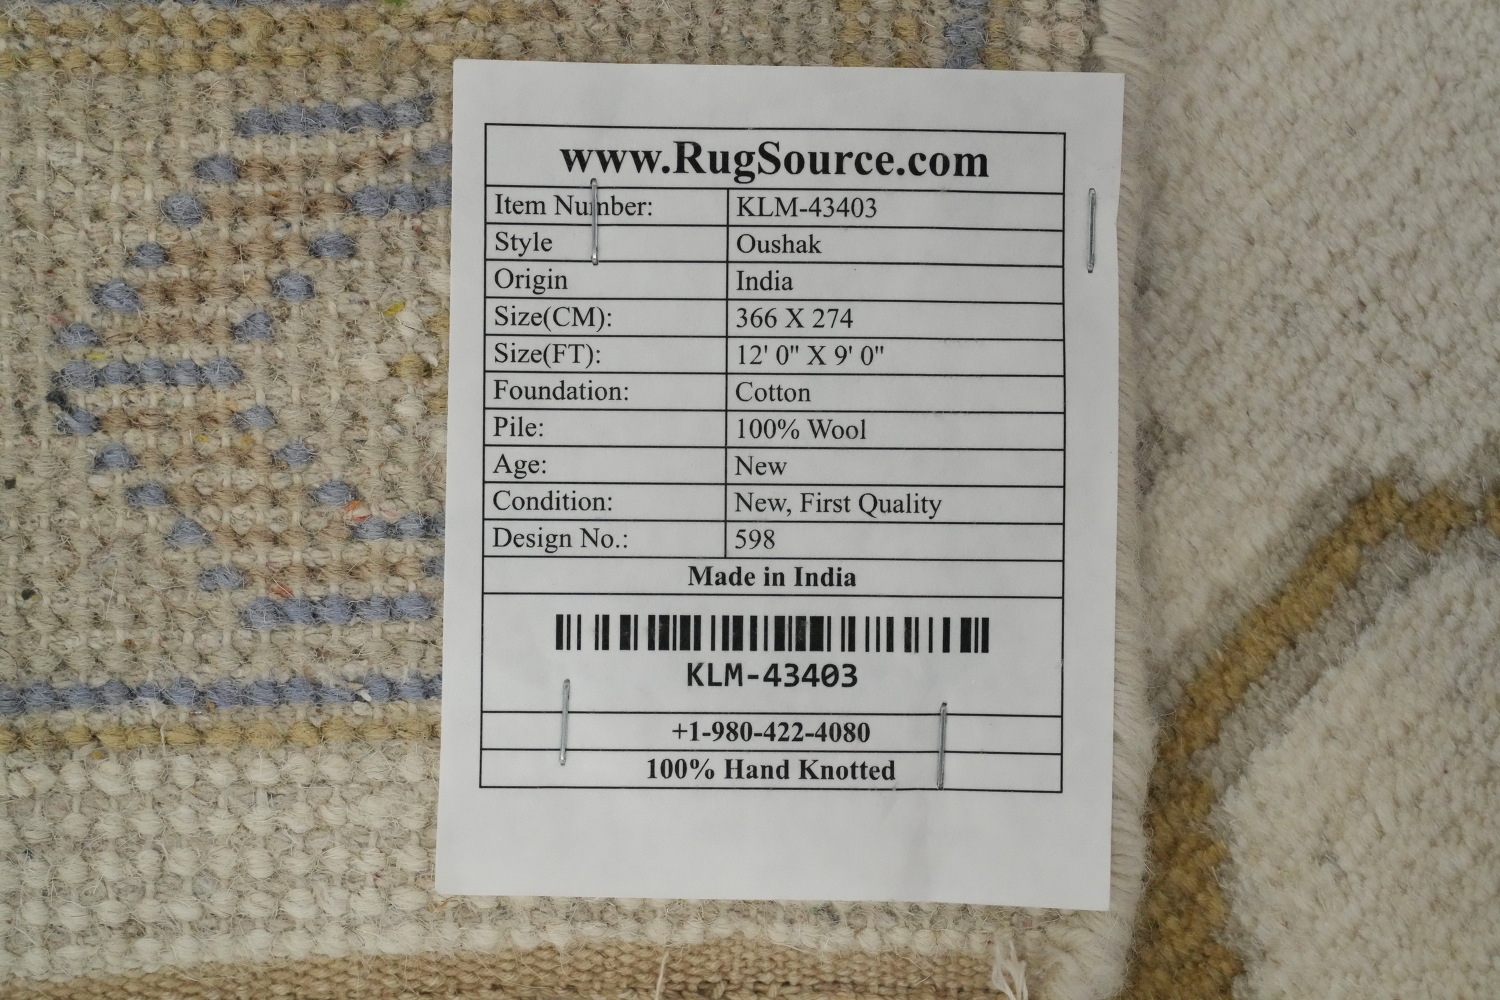 www.RugSource.com
Item Number: KLM-43403
Style Oushak
Origin India
Size(CM): 366 X 274
Size(FT): 12' 0" X 9' 0"
Foundation: Cotton
Pile: 100% Wool
Age: New
Condition: New, First Quality
Design No.: 598
Made in India
KLM-43403
+1-980-422-4080
100% Hand Knotted